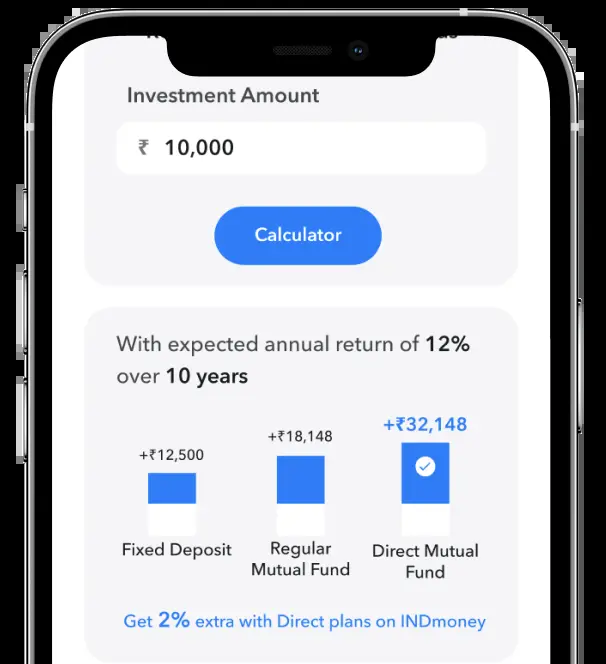 Investment Amount
₹ 10,000
Calculator
With expected annual return of 12%
over 10 years
+₹12,500
+₹18,148
+₹32,148
Fixed Deposit
Regular
Mutual Fund
Direct Mutual
Fund
Get 2% extra with Direct plans on INDmoney